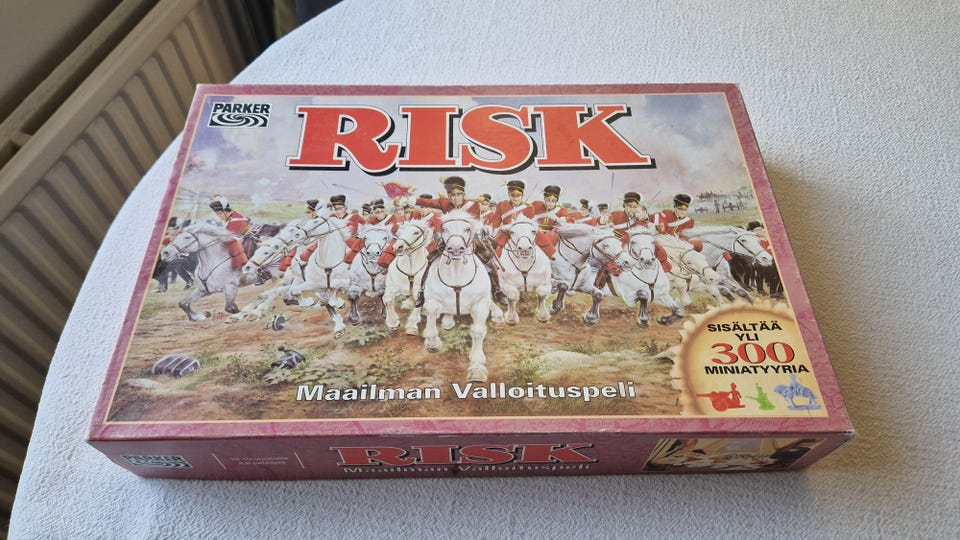 PARKER
RISK
SISÄLTÄÄ
YLI
300
MINIATYYRIA
Maailman Valloituspeli
PARKER
RISK
Maailman Valloituspeli